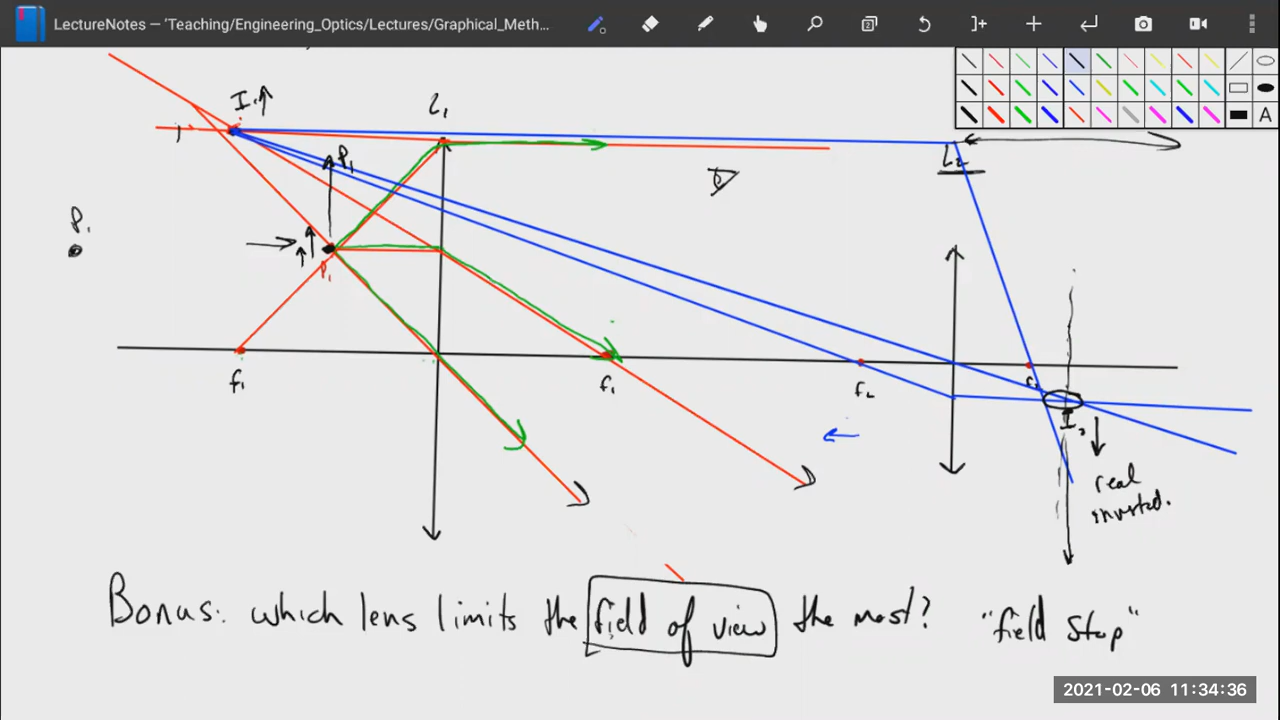 LectureNotes — 'Teaching/Engineering_Optics/Lectures/Graphical_Meth...
A
I₁↑
L₁
P₁
L₂
P₁
P₁
f₁
f₁
f₂
I₂
real
inverted.
Bonus: which lens limits the field of view the most? "field stop"
2021-02-06 11:34:36